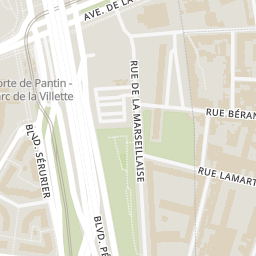 AVE. DE LA
orte de Pantin -
arc de la Villette
RUE DE LA MARSEILLAISE
RUE BÉRAN
RUE LAMART
BLVD. SÉRURIER
BLVD. PÉ